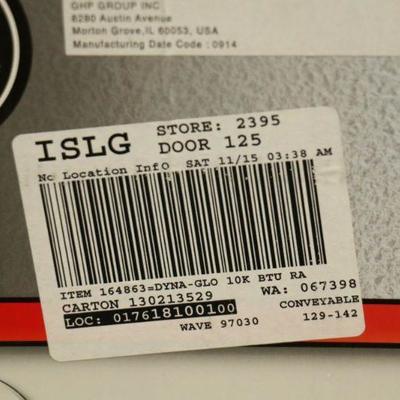 GHP GROUP INC
8280 Austin Avenue
Morton Grove,IL 60053, USA
Manufacturing Date Code : 0914
ISLG STORE: 2395
DOOR 125
No Location Info SAT 11/15 03:38 AM
ITEM 164863=DYNA-GLO 10K BTU RA
CARTON 130213529 WA: 067398
LOC: 017618100100 CONVEYABLE
WAVE 97030 129-142